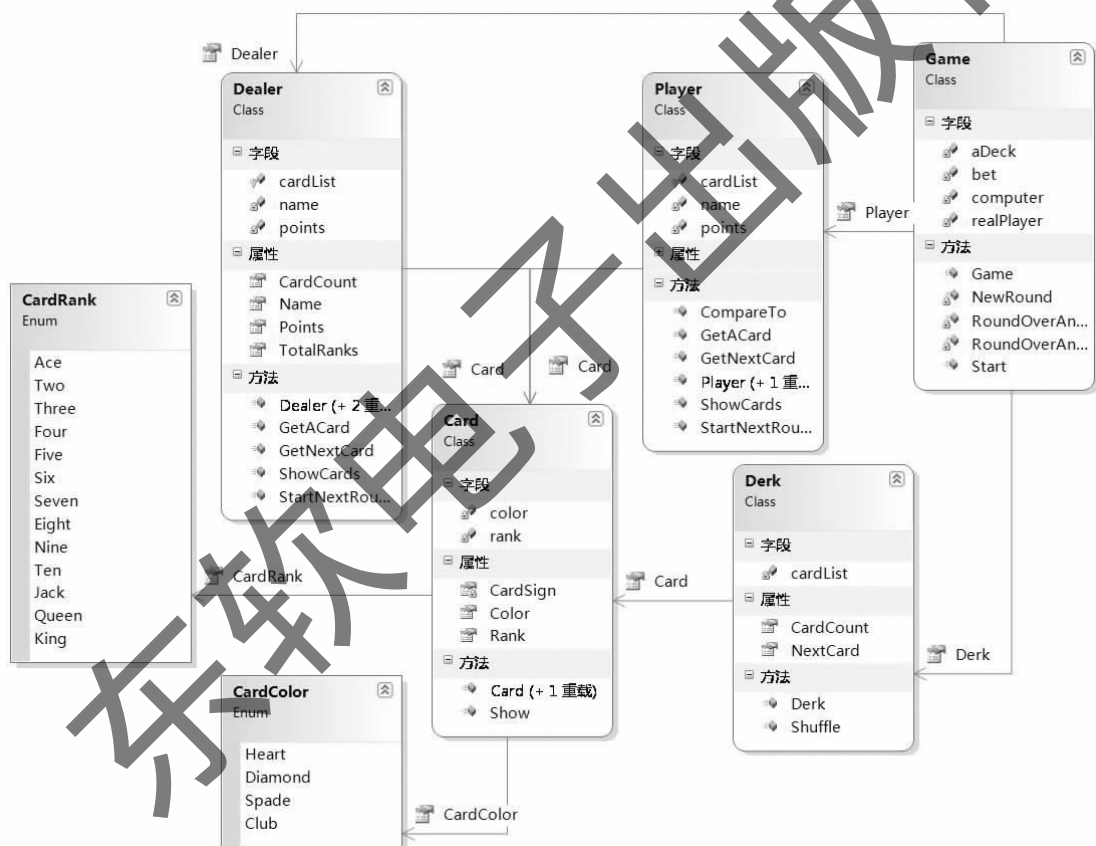 Dealer
Dealer
Class
字段
cardList
name
points
属性
CardCount
Name
Points
TotalRanks
方法
Dealer (+ 2 重...
GetACard
GetNextCard
ShowCards
StartNextRou...
Player
Class
字段
cardList
name
points
属性
方法
CompareTo
GetACard
GetNextCard
Player (+ 1 重...
ShowCards
StartNextRou...
Player
Game
Class
字段
aDeck
bet
computer
realPlayer
方法
Game
NewRound
RoundOverAn...
RoundOverAn...
Start
CardRank
Enum
Ace
Two
Three
Four
Five
Six
Seven
Eight
Nine
Ten
Jack
Queen
King
Card
Card
Card
Class
字段
color
rank
属性
CardSign
Color
Rank
方法
Card (+ 1 重载)
Show
CardRank
Card
Derk
Class
字段
cardList
属性
CardCount
NextCard
方法
Derk
Shuffle
Derk
CardColor
Enum
Heart
Diamond
Spade
Club
CardColor
东软电子出版